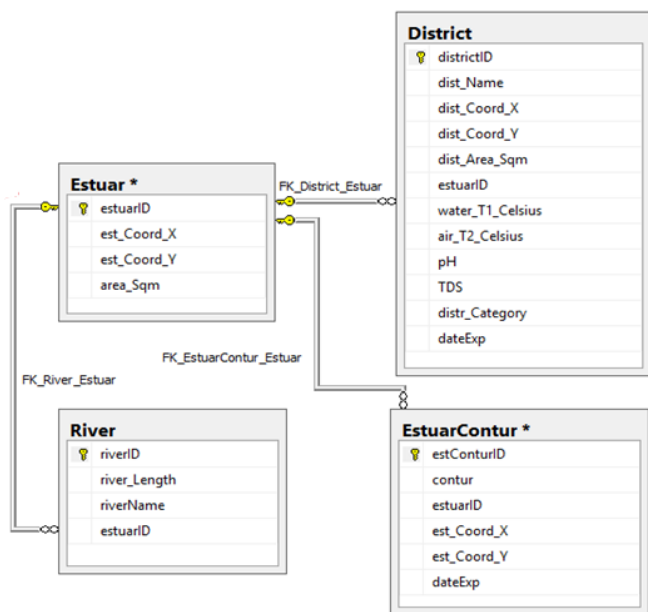 District
districtID
dist_Name
dist_Coord_X
dist_Coord_Y
dist_Area_Sqm
estuarID
water_T1_Celsius
air_T2_Celsius
pH
TDS
distr_Category
dateExp
Estuar *
estuarID
est_Coord_X
est_Coord_Y
area_Sqm
FK_District_Estuar
FK_EstuarContur_Estuar
FK_River_Estuar
River
riverID
river_Length
riverName
estuarID
EstuarContur *
estConturID
contur
estuarID
est_Coord_X
est_Coord_Y
dateExp